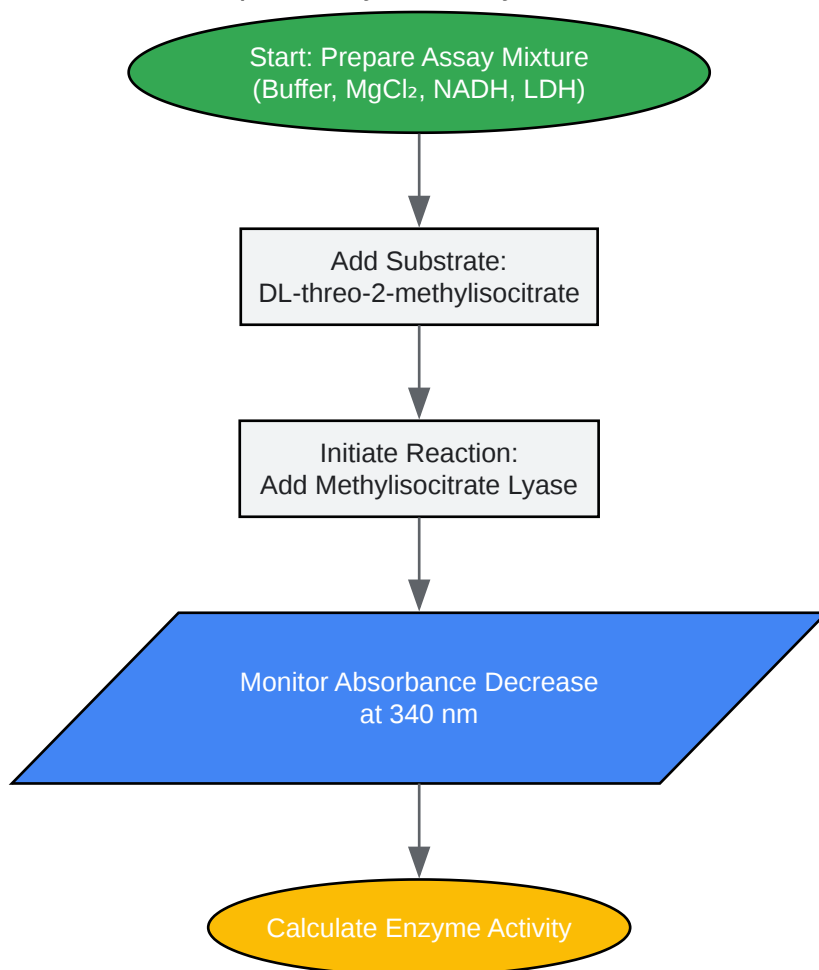 Start: Prepare Assay Mixture
(Buffer, MgCl₂, NADH, LDH)
Add Substrate:
DL-threo-2-methylisocitrate
Initiate Reaction:
Add Methylisocitrate Lyase
Monitor Absorbance Decrease
at 340 nm
Calculate Enzyme Activity